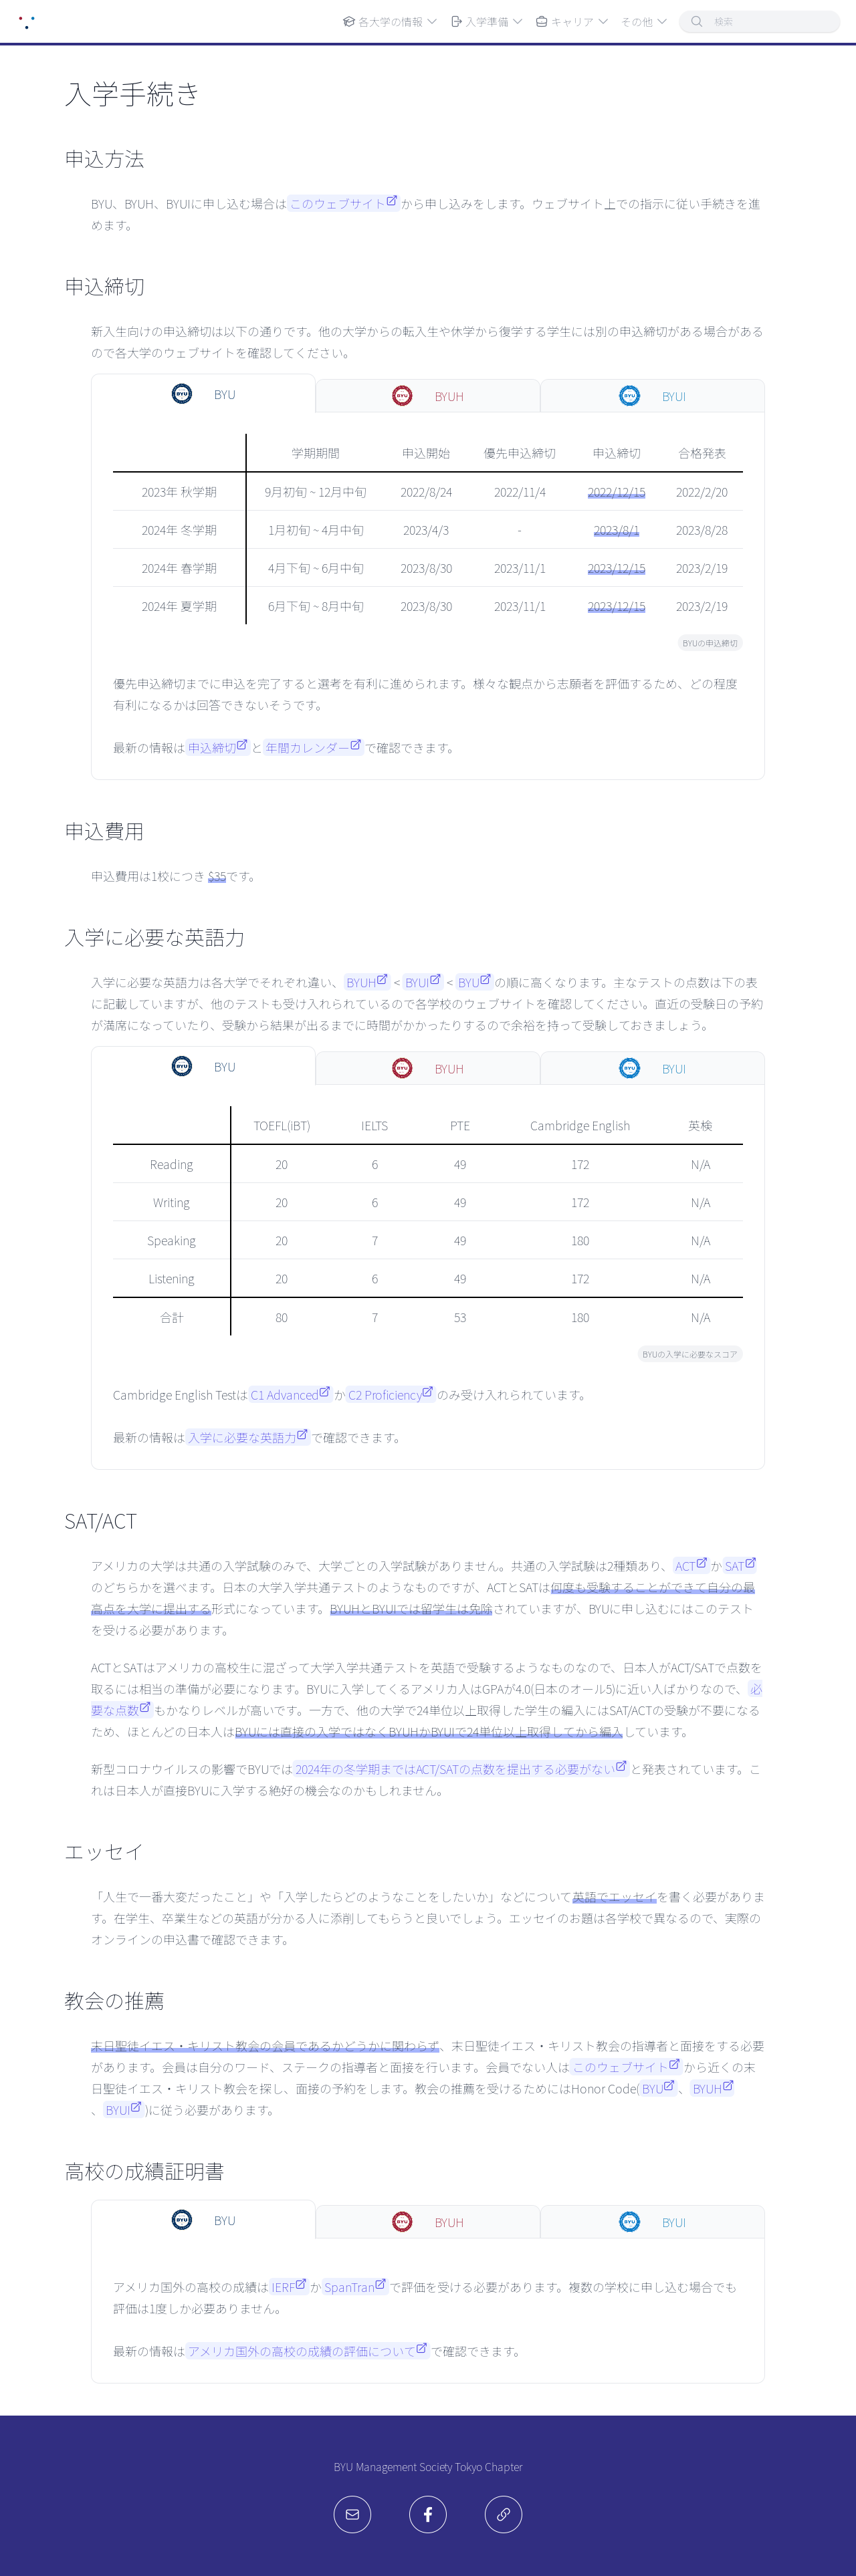 各大学の情報 入学準備 キャリア その他 検索
入学手続き
申込方法
BYU、BYUH、BYUIに申し込む場合はこのウェブサイトから申し込みをします。ウェブサイト上での指示に従い手続きを進
めます。
申込締切
新入生向けの申込締切は以下の通りです。他の大学からの転入生や休学から復学する学生には別の申込締切がある場合がある
ので各大学のウェブサイトを確認してください。
BYU BYUH BYUI
学期期間 申込開始 優先申込締切 申込締切 合格発表
2023年 秋学期 9月初旬 ~ 12月中旬 2022/8/24 2022/11/4 2022/12/15 2022/2/20
2024年 冬学期 1月初旬 ~ 4月中旬 2023/4/3 - 2023/8/1 2023/8/28
2024年 春学期 4月下旬 ~ 6月中旬 2023/8/30 2023/11/1 2023/12/15 2023/2/19
2024年 夏学期 6月下旬 ~ 8月中旬 2023/8/30 2023/11/1 2023/12/15 2023/2/19
BYUの申込締切
優先申込締切までに申込を完了すると選考を有利に進められます。様々な観点から志願者を評価するため、どの程度
有利になるかは回答できないそうです。
最新の情報は申込締切と年間カレンダーで確認できます。
申込費用
申込費用は1校につき $35です。
入学に必要な英語力
入学に必要な英語力は各大学でそれぞれ違い、BYUH < BYUI < BYUの順に高くなります。主なテストの点数は下の表
に記載していますが、他のテストも受け入れられているので各学校のウェブサイトを確認してください。直近の受験日の予約
が満席になっていたり、受験から結果が出るまでに時間がかかったりするので余裕を持って受験しておきましょう。
BYU BYUH BYUI
TOEFL(iBT) IELTS PTE Cambridge English 英検
Reading 20 6 49 172 N/A
Writing 20 6 49 172 N/A
Speaking 20 7 49 180 N/A
Listening 20 6 49 172 N/A
合計 80 7 53 180 N/A
BYUの入学に必要なスコア
Cambridge English TestはC1 AdvancedかC2 Proficiencyのみ受け入れられています。
最新の情報は入学に必要な英語力で確認できます。
SAT/ACT
アメリカの大学は共通の入学試験のみで、大学ごとの入学試験がありません。共通の入学試験は2種類あり、ACTかSAT
のどちらかを選べます。日本の大学入学共通テストのようなものですが、ACTとSATは何度も受験することができて自分の最
高点を大学に提出する形式になっています。BYUHとBYUIでは留学生は免除されていますが、BYUに申し込むにはこのテスト
を受ける必要があります。
ACTとSATはアメリカの高校生に混ざって大学入学共通テストを英語で受験するようなものなので、日本人がACT/SATで点数を
取るには相当の準備が必要になります。BYUに入学してくるアメリカ人はGPAが4.0(日本のオール5)に近い人ばかりなので、必
要な点数もかなりレベルが高いです。一方で、他の大学で24単位以上取得した学生の編入にはSAT/ACTの受験が不要になる
ため、ほとんどの日本人はBYUには直接の入学ではなくBYUHかBYUIで24単位以上取得してから編入しています。
新型コロナウイルスの影響でBYUでは2024年の冬学期まではACT/SATの点数を提出する必要がないと発表されています。こ
れは日本人が直接BYUに入学する絶好の機会なのかもしれません。
エッセイ
「人生で一番大変だったこと」や「入学したらどのようなことをしたいか」などについて英語でエッセイを書く必要がありま
す。在学生、卒業生などの英語が分かる人に添削してもらうと良いでしょう。エッセイのお題は各学校で異なるので、実際の
オンラインの申込書で確認できます。
教会の推薦
末日聖徒イエス・キリスト教会の会員であるかどうかに関わらず、末日聖徒イエス・キリスト教会の指導者と面接をする必要
があります。会員は自分のワード、ステークの指導者と面接を行います。会員でない人はこのウェブサイトから近くの末
日聖徒イエス・キリスト教会を探し、面接の予約をします。教会の推薦を受けるためにはHonor Code(BYU、BYUH
、BYUI)に従う必要があります。
高校の成績証明書
BYU BYUH BYUI
アメリカ国外の高校の成績はIERFかSpanTranで評価を受ける必要があります。複数の学校に申し込む場合でも
評価は1度しか必要ありません。
最新の情報はアメリカ国外の高校の成績の評価についてで確認できます。
BYU Management Society Tokyo Chapter